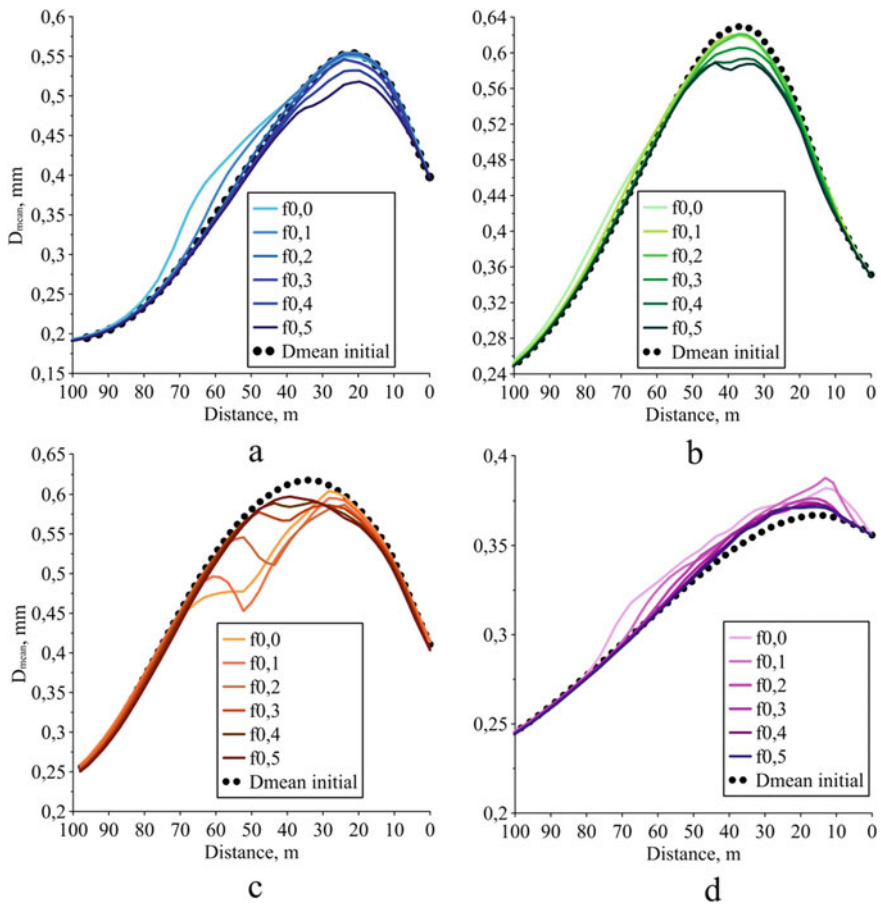 0,6
0,55
0,5
0,45
0,4
0,35
0,3
0,25
0,2
0,15
Dmean, mm
f0,0
f0,1
f0,2
f0,3
f0,4
f0,5
Dmean initial
100 90 80 70 60 50 40 30 20 10 0
Distance, m
a
0,64
0,6
0,56
0,52
0,48
0,44
0,4
0,36
0,32
0,28
0,24
f0,0
f0,1
f0,2
f0,3
f0,4
f0,5
Dmean initial
100 90 80 70 60 50 40 30 20 10 0
Distance, m
b
0,65
0,6
0,55
0,5
0,45
0,4
0,35
0,3
0,25
0,2
Dmean, mm
f0,0
f0,1
f0,2
f0,3
f0,4
f0,5
Dmean initial
100 90 80 70 60 50 40 30 20 10 0
Distance, m
c
0,4
0,35
0,3
0,25
0,2
f0,0
f0,1
f0,2
f0,3
f0,4
f0,5
Dmean initial
100 90 80 70 60 50 40 30 20 10 0
Distance, m
d